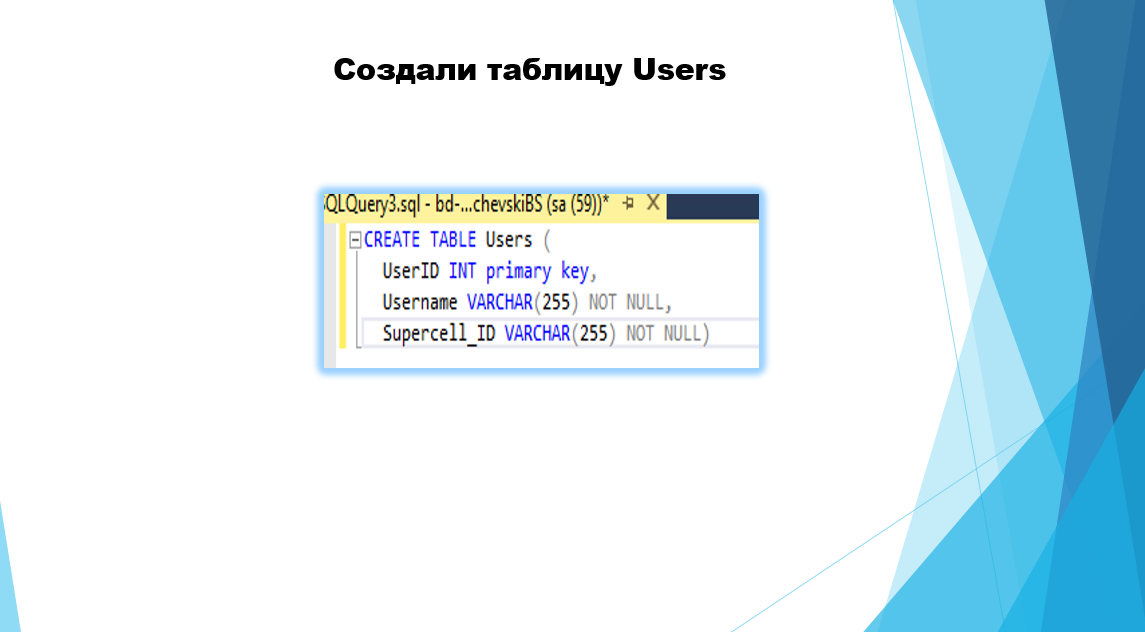 Создали таблицу Users
QLQuery3.sql - bd-...chevskiBS (sa (59))*
CREATE TABLE Users (
UserID INT primary key,
Username VARCHAR(255) NOT NULL,
Supercell_ID VARCHAR(255) NOT NULL)